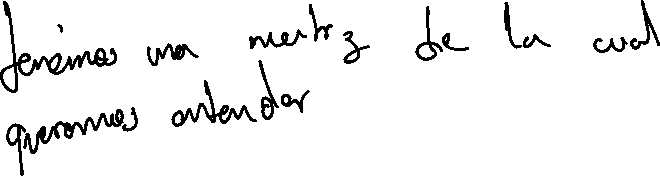 tenemos una matriz de la cual
queremos entender